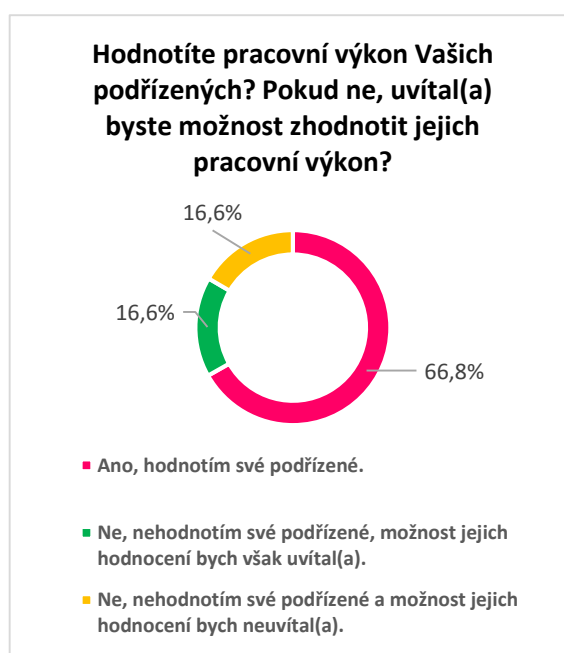 Hodnotíte pracovní výkon Vašich
podřízených? Pokud ne, uvítal(a)
byste možnost zhodnotit jejich
pracovní výkon?
16,6%
16,6%
66,8%
Ano, hodnotím své podřízené.
Ne, nehodnotím své podřízené, možnost jejich
hodnocení bych však uvítal(a).
Ne, nehodnotím své podřízené a možnost jejich
hodnocení bych neuvítal(a).